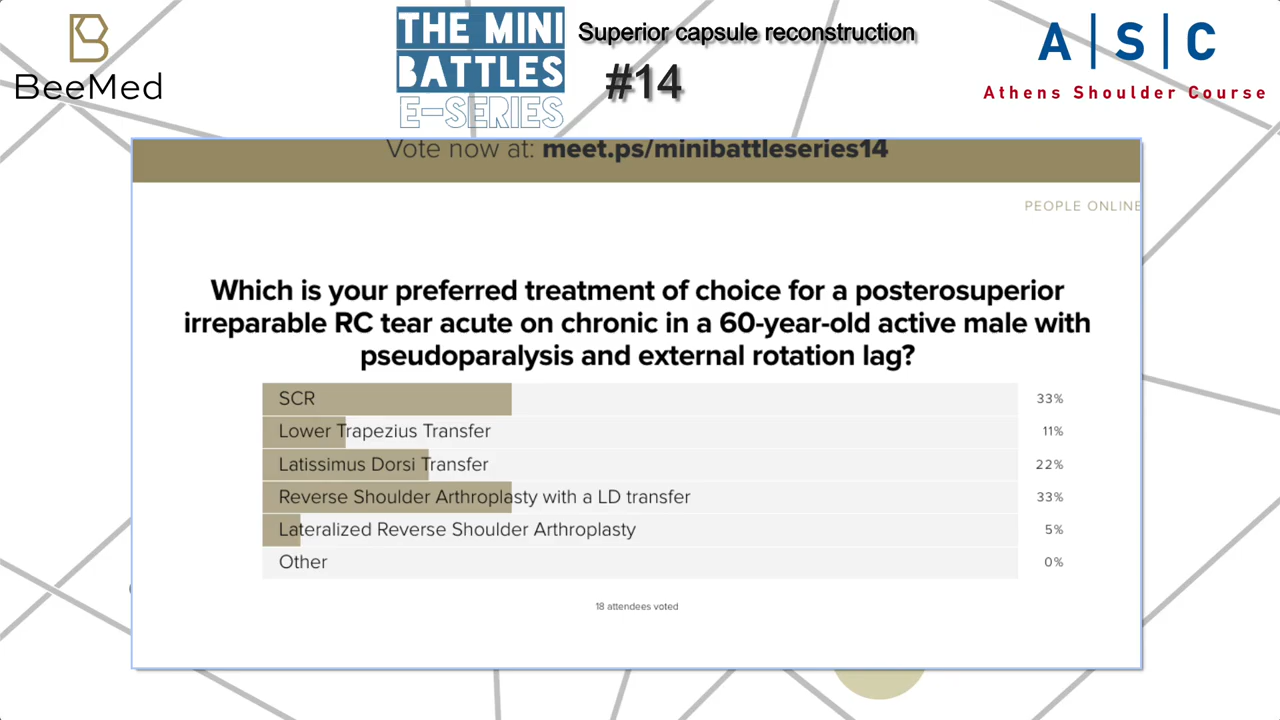 BeeMed
THE MINI
BATTLES
E-SERIES
Superior capsule reconstruction
#14
A|S|C
Athens Shoulder Course
Vote now at: meet.ps/minibattleseries14
PEOPLE ONLINE
Which is your preferred treatment of choice for a posterosuperior
irreparable RC tear acute on chronic in a 60-year-old active male with
pseudoparalysis and external rotation lag?
SCR 33%
Lower Trapezius Transfer 11%
Latissimus Dorsi Transfer 22%
Reverse Shoulder Arthroplasty with a LD transfer 33%
Lateralized Reverse Shoulder Arthroplasty 5%
Other 0%
18 attendees voted